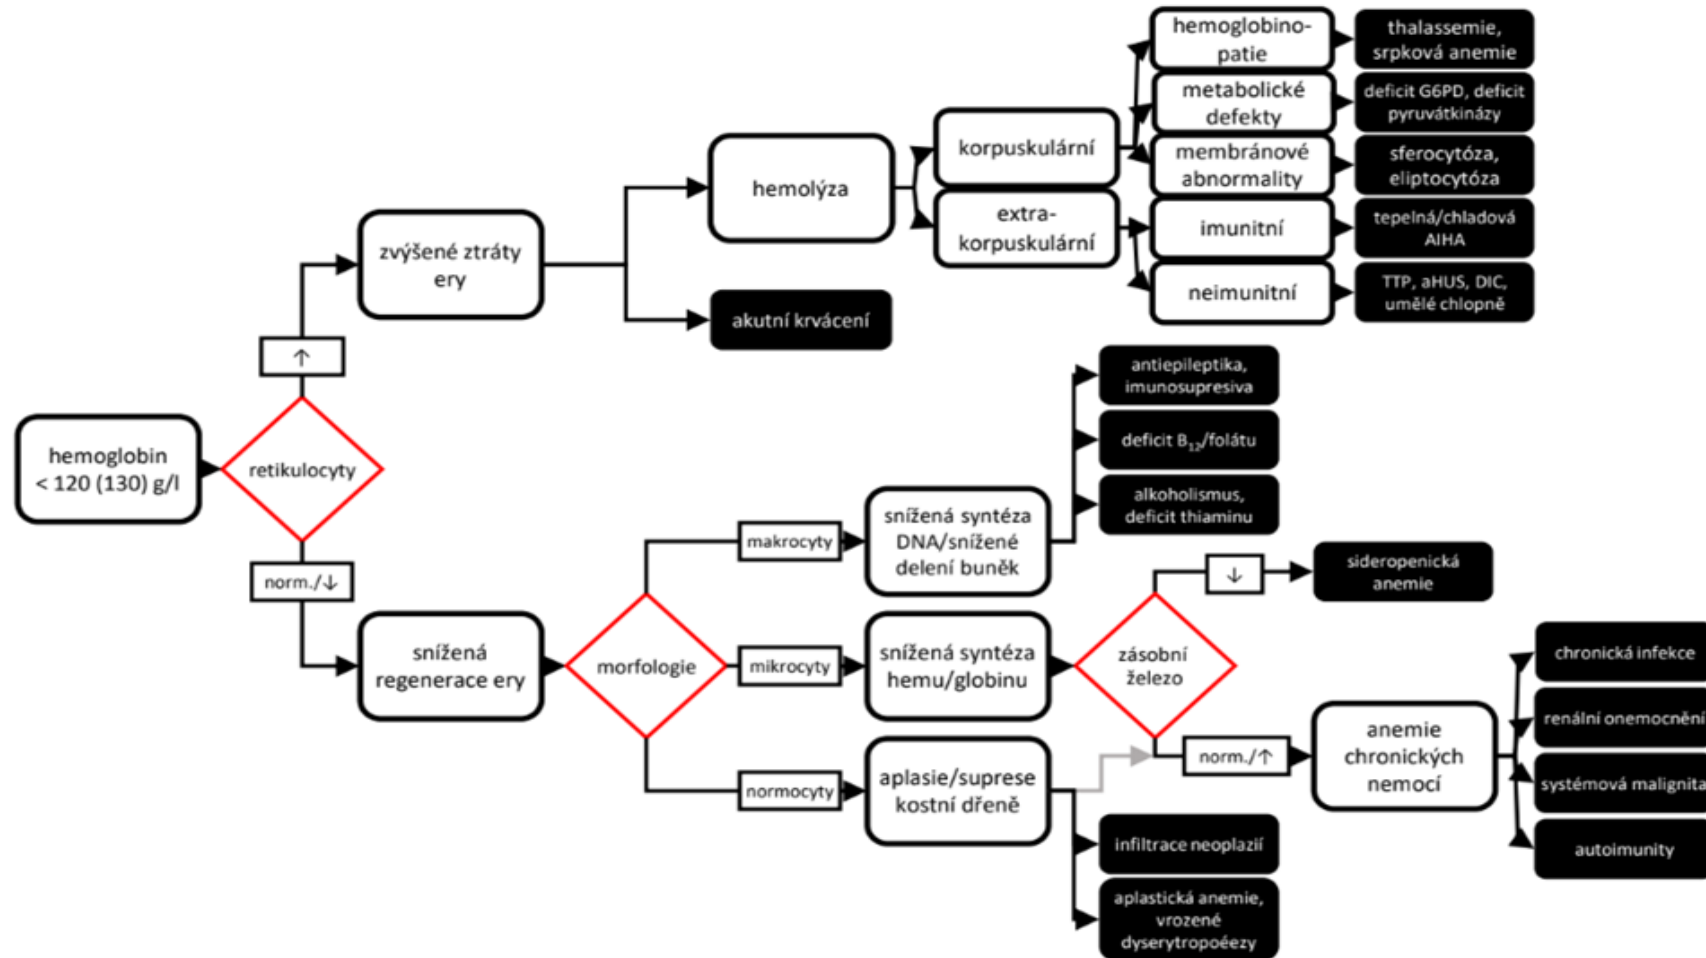 hemoglobin
< 120 (130) g/l
retikulocyty
↑
zvýšené ztráty
ery
hemolýza
akutní krvácení
korpuskulární
extra-
korpuskulární
hemoglobino-
patie
metabolické
defekty
membránové
abnormality
imunitní
neimunitní
thalassemie,
srpková anemie
deficit G6PD, deficit
pyruvátkinázy
sferocytóza,
eliptocytóza
tepelná/chladová
AIHA
TTP, aHUS, DIC,
umělé chlopně
norm./↓
snížená
regenerace ery
morfologie
makrocyty
snížená syntéza
DNA/snížené
delení buněk
antiepileptika,
imunosupresiva
deficit B₁₂/folátu
alkoholismus,
deficit thiaminu
mikrocyty
snížená syntéza
hemu/globinu
zásobní
železo
↓
sideropenická
anemie
norm./↑
anemie
chronických
nemocí
chronická infekce
renální onemocnění
systémová malignita
autoimunity
normocyty
aplasie/suprese
kostní dřeně
infiltrace neoplazií
aplastická anemie,
vrozené
dyserytropoéezy